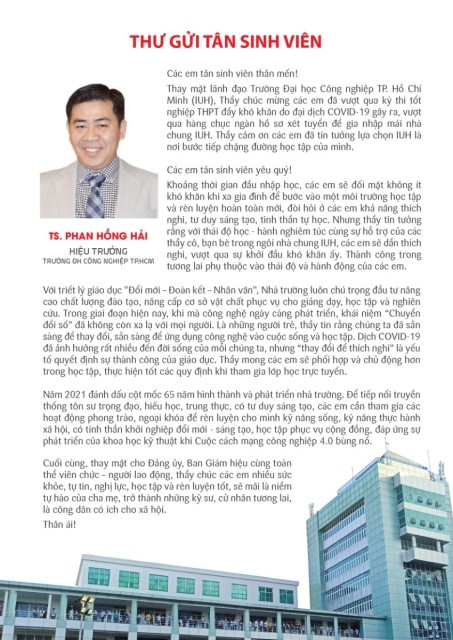 THƯ GỬI TÂN SINH VIÊN
Các em tân sinh viên thân mến!
Thay mặt lãnh đạo Trường Đại học Công nghiệp TP. Hồ Chí
Minh (IUH), Thầy chúc mừng các em đã vượt qua kỳ thi tốt
nghiệp THPT đầy khó khăn do đại dịch COVID-19 gây ra, vượt
qua hàng chục ngàn hồ sơ xét tuyển để gia nhập mái nhà
chung IUH. Thầy cảm ơn các em đã tin tưởng lựa chọn IUH là
nơi bước tiếp chặng đường học tập của mình.
Các em tân sinh viên yêu quý!
Khoảng thời gian đầu nhập học, các em sẽ đối mặt không ít
khó khăn khi xa gia đình để bước vào một môi trường học tập
và rèn luyện hoàn toàn mới, đòi hỏi ở các em khả năng thích
nghi, tư duy sáng tạo, tinh thần tự học. Nhưng thầy tin tưởng
rằng với thái độ học - hành nghiêm túc cùng sự hỗ trợ của các
thầy cô, bạn bè trong ngôi nhà chung IUH, các em sẽ dần thích
nghi, vượt qua sự khởi đầu khó khăn ấy. Thành công trong
tương lai phụ thuộc vào thái độ và hành động của các em.
TS. PHAN HỒNG HẢI
HIỆU TRƯỞNG
TRƯỜNG ĐH CÔNG NGHIỆP TP.HCM
Với triết lý giáo dục "Đổi mới – Đoàn kết – Nhân văn", Nhà trường luôn chú trọng đầu tư nâng
cao chất lượng đào tạo, nâng cấp cơ sở vật chất phục vụ cho giảng dạy, học tập và nghiên
cứu. Trong giai đoạn hiện nay, khi mà công nghệ ngày càng phát triển, khái niệm "Chuyển
đổi số" đã không còn xa lạ với mọi người. Là những người trẻ, thầy tin rằng chúng ta đã sẵn
sàng để thay đổi, sẵn sàng để ứng dụng công nghệ vào cuộc sống và học tập. Dịch COVID-19
đã ảnh hưởng rất nhiều đến đời sống của mỗi chúng ta, nhưng "thay đổi để thích nghi" là yếu
tố quyết định sự thành công của giáo dục. Thầy mong các em sẽ phối hợp và chủ động hơn
trong học tập, thực hiện tốt các quy định khi tham gia lớp học trực tuyến.
Năm 2021 đánh dấu cột mốc 65 năm hình thành và phát triển nhà trường. Để tiếp nối truyền
thống tôn sư trọng đạo, hiếu học, trung thực, có tư duy sáng tạo, các em cần tham gia các
hoạt động phong trào, ngoại khóa để rèn luyện cho mình kỹ năng sống, kỹ năng thực hành
xã hội, có tinh thần khởi nghiệp đổi mới - sáng tạo, học tập phục vụ cộng đồng, đáp ứng sự
phát triển của khoa học kỹ thuật khi Cuộc cách mạng công nghiệp 4.0 bùng nổ.
Cuối cùng, thay mặt cho Đảng ủy, Ban Giám hiệu cùng toàn
thể viên chức – người lao động, thầy chúc các em nhiều sức
khỏe, tự tin, nghị lực, học tập và rèn luyện tốt, sẽ mãi là niềm
tự hào của cha mẹ, trở thành những kỹ sư, cử nhân tương lai,
là công dân có ích cho xã hội.
Thân ái!